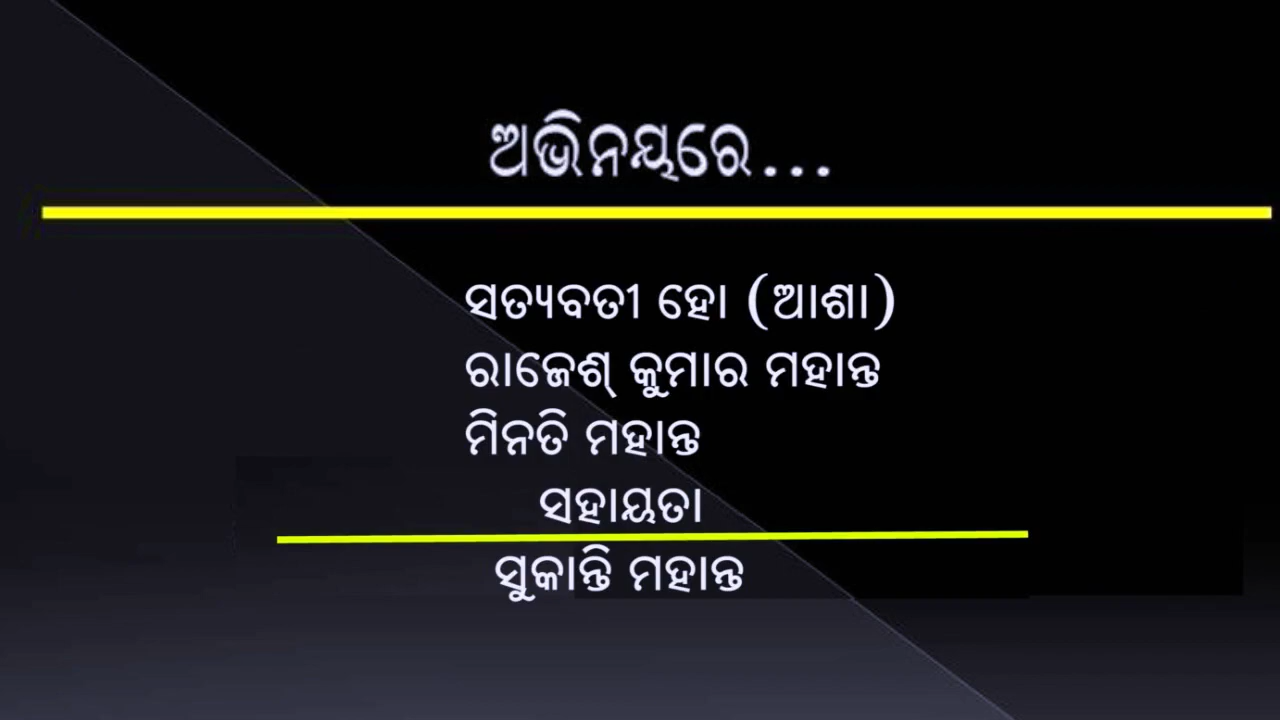 ଅଭିନୟରେ...
ସତ୍ୟବତୀ ହୋ (ଆଶା)
ରାଜେଶ୍ କୁମାର ମହାନ୍ତ
ମିନତି ମହାନ୍ତ
ସହାୟତା
ସୁକାନ୍ତି ମହାନ୍ତ